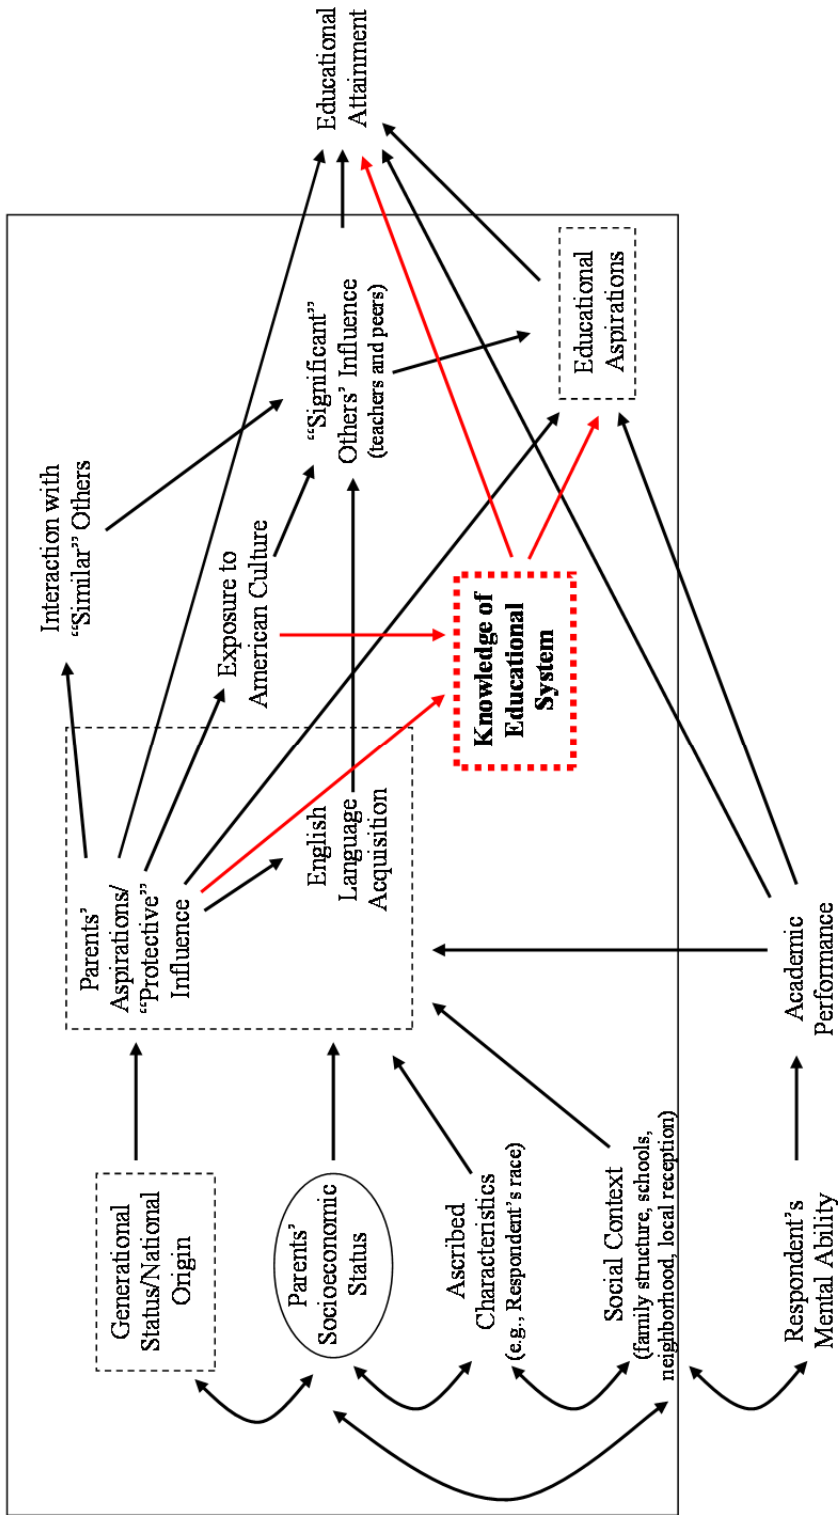 Generational
Status/National
Origin
Parents’
Socioeconomic
Status
Ascribed
Characteristics
(e.g., Respondent’s race)
Social Context
(family structure, schools,
neighborhood, local reception)
Respondent’s
Mental Ability
Parents’
Aspirations/
“Protective”
Influence
English
Language
Acquisition
Academic
Performance
Interaction with
“Similar” Others
Exposure to
American Culture
Knowledge of
Educational
System
“Significant”
Others’ Influence
(teachers and peers)
Educational
Aspirations
Educational
Attainment